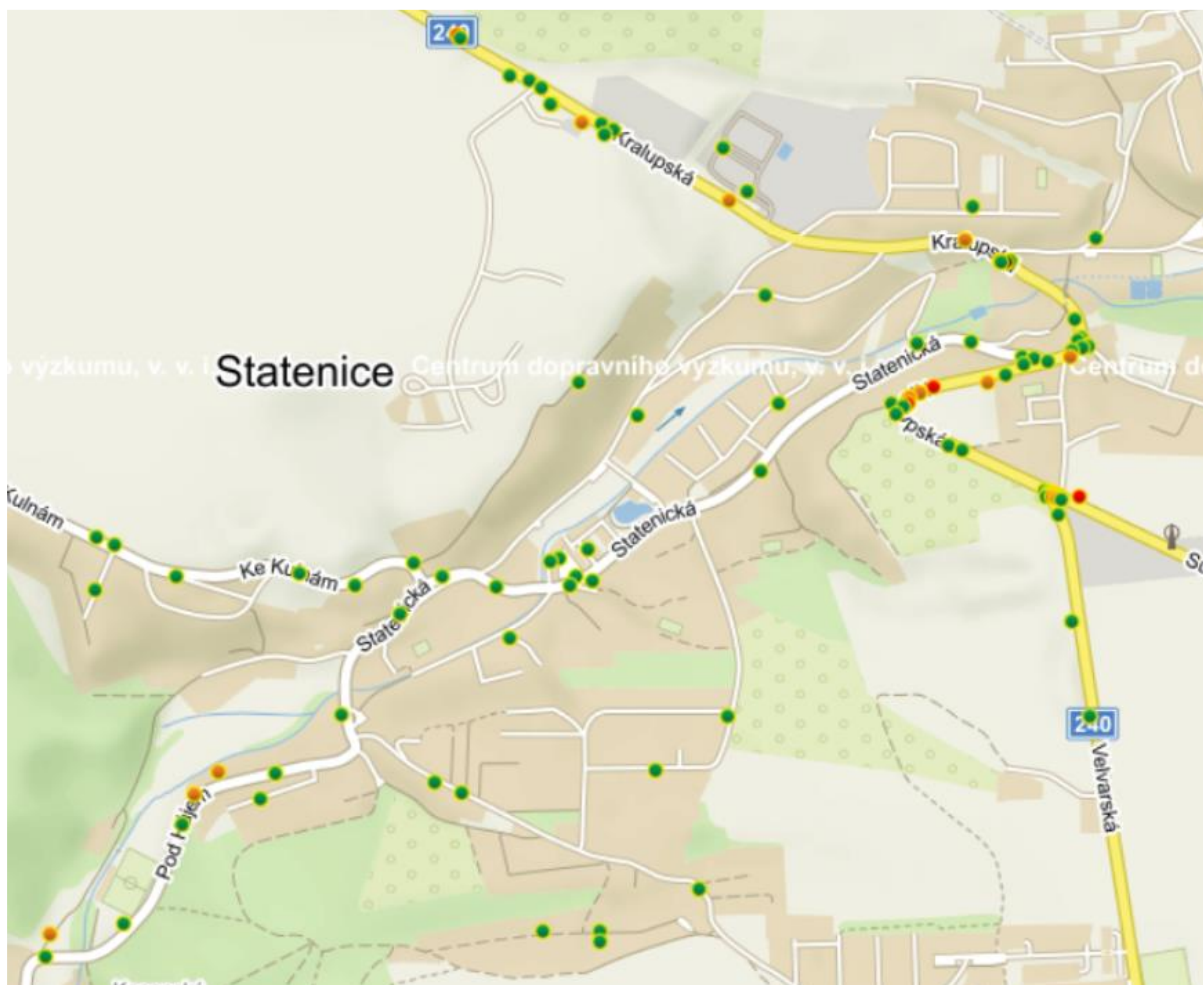 240
Kralupská
Kralupská
o výzkumu, v. v. i.
Statenice
Centrum dopravního výzkumu, v. v.
Statenická
Centrum do
Kulnám
Statenická
Ke Kulnám
Statenická
240
Velvarská
Pod Hájem